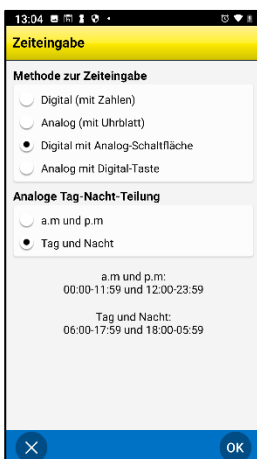 13:04
Zeiteingabe
Methode zur Zeiteingabe
Digital (mit Zahlen)
Analog (mit Uhrblatt)
Digital mit Analog-Schaltfläche
Analog mit Digital-Taste
Analoge Tag-Nacht-Teilung
a.m und p.m
Tag und Nacht
a.m und p.m:
00:00-11:59 und 12:00-23:59
Tag und Nacht:
06:00-17:59 und 18:00-05:59
OK